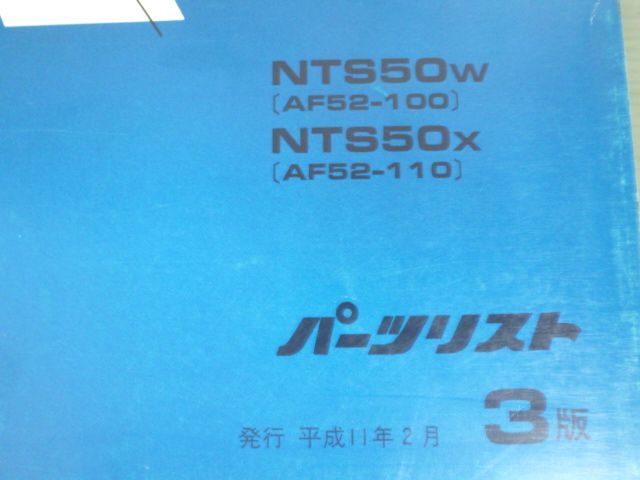 NTS50W
〔AF52-100〕
NTS50X
〔AF52-110〕
パーツリスト
3版
発行 平成11年2月